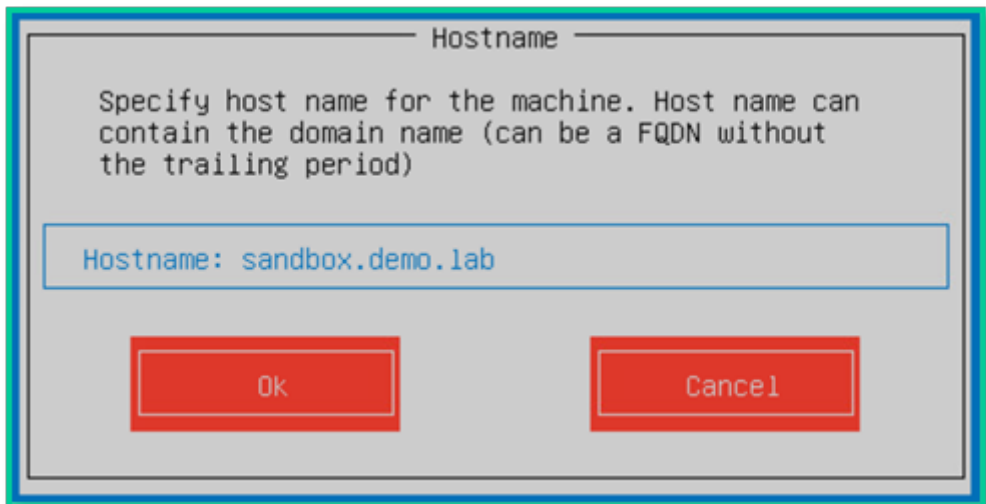 Hostname
Specify host name for the machine. Host name can
contain the domain name (can be a FQDN without
the trailing period)
Hostname: sandbox.demo.lab
Ok
Cancel